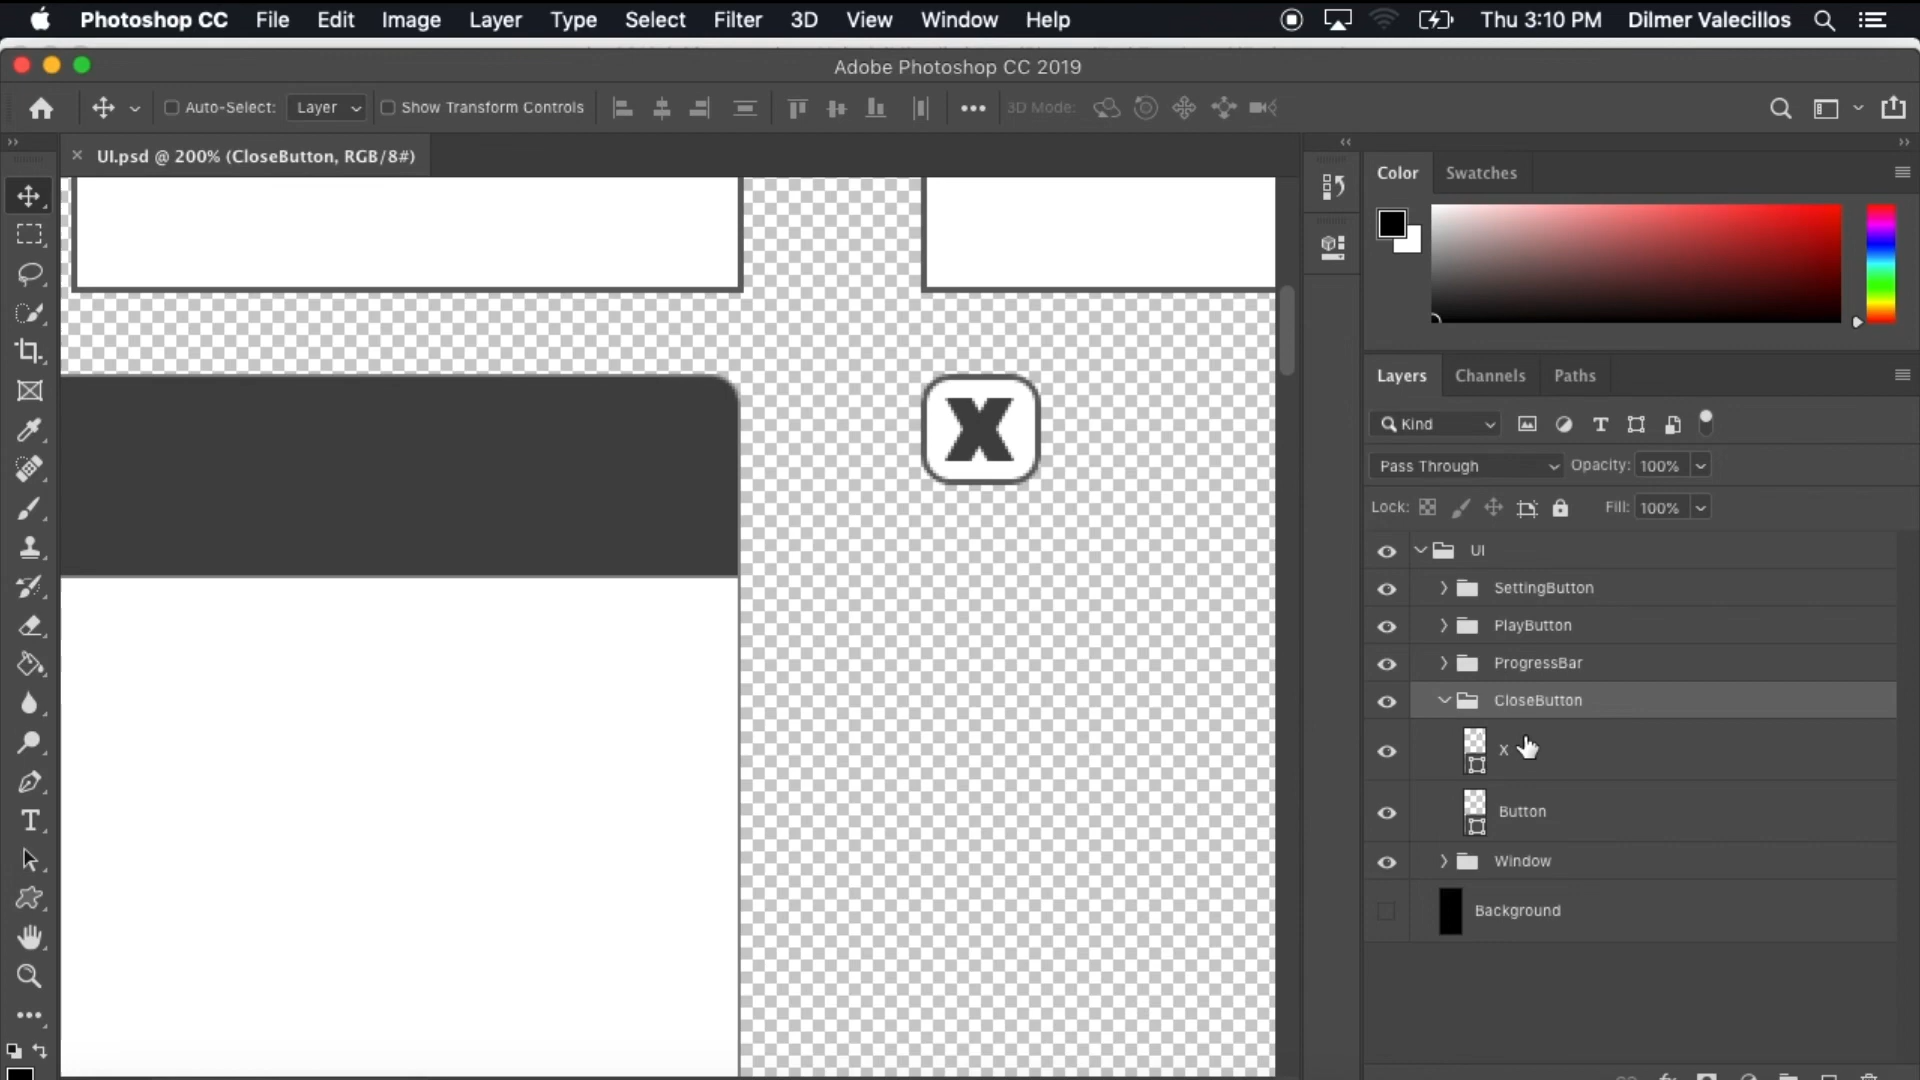 Photoshop CC File Edit Image Layer Type Select Filter 3D View Window Help Thu 3:10 PM Dilmer Valecillos
Adobe Photoshop CC 2019
Auto-Select: Layer Show Transform Controls 3D Mode:
UI.psd @ 200% (CloseButton, RGB/8#)
Color Swatches
X
Layers Channels Paths
Kind
Pass Through Opacity: 100%
Lock: Fill: 100%
UI
SettingButton
PlayButton
ProgressBar
CloseButton
X
Button
Window
Background